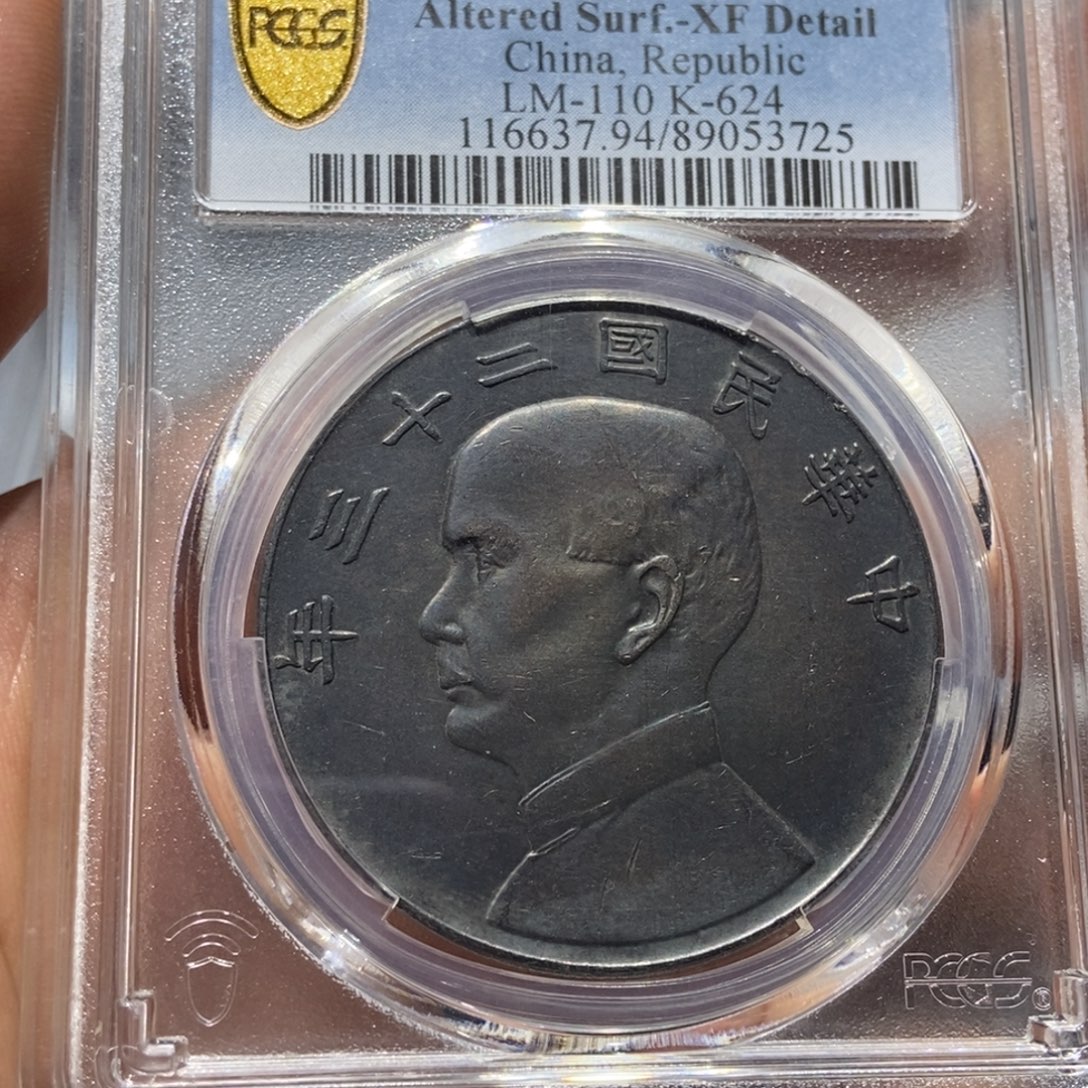 PCGS
Altered Surf.-XF Detail
China, Republic
LM-110 K-624
116637.94/89053725
年三十二國民華中
PCGS